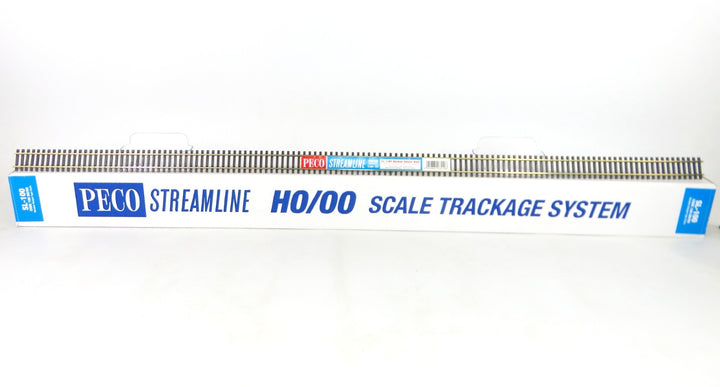 PECO STREAMLINE
PECO STREAMLINE HO/OO SCALE TRACKAGE SYSTEM
SL-100
SL-100